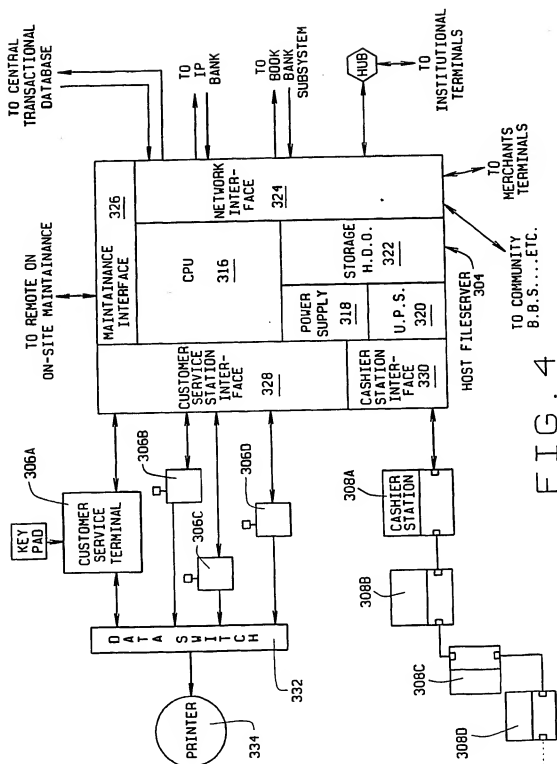 TO CENTRAL
TRANSACTIONAL
DATABASE
TO REMOTE ON
ON-SITE MAINTAINANCE
TO IP
BANK
TO BOOK
BANK
SUBSYSTEM
HUB
TO
INSTITUTIONAL
TERMINALS
TO
MERCHANTS
TERMINALS
TO COMMUNITY
B.B.S....ETC.
MAINTAINANCE
INTERFACE
326
NETWORK
INTER-
FACE
324
CPU
316
STORAGE
H.D.O.
322
POWER
SUPPLY
318
U.P.S.
320
CUSTOMER
SERVICE
STATION
INTER-
FACE
328
CASHIER
STATION
INTER-
FACE
330
HOST FILESERVER
304
306A
KEY
PAD
CUSTOMER
SERVICE
TERMINAL
306B
306C
306D
DATA SWITCH
332
PRINTER
334
308A
CASHIER
STATION
308B
308C
308D
FIG. 4